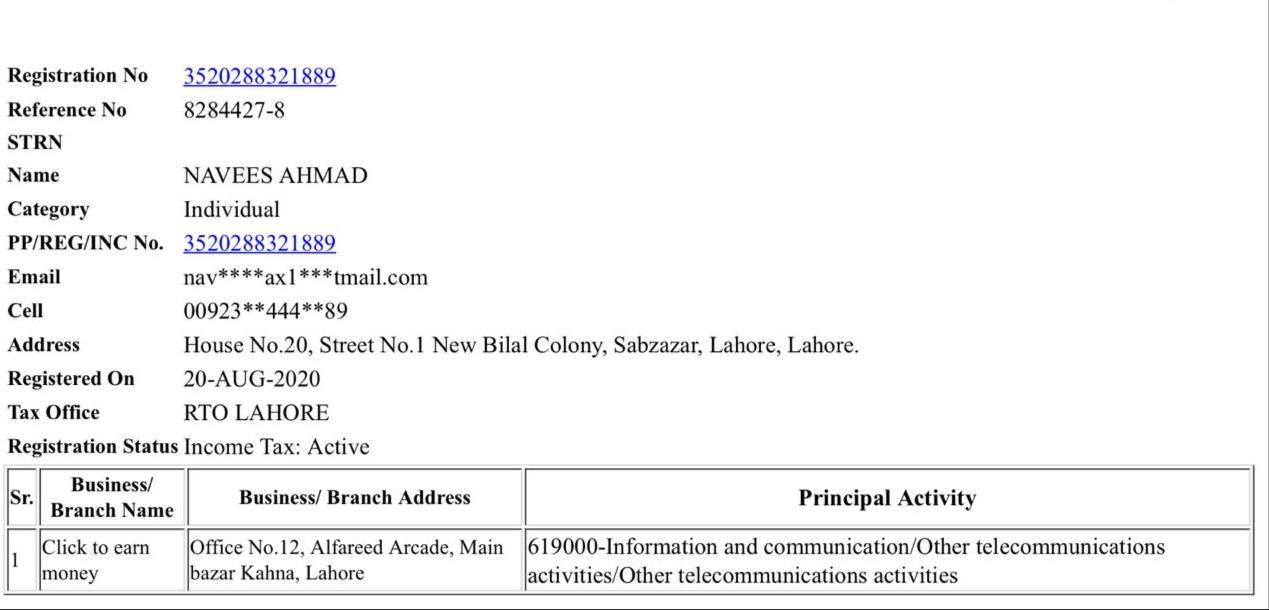 Registration No 3520288321889
Reference No 8284427-8
STRN
Name NAVEES AHMAD
Category Individual
PP/REG/INC No. 3520288321889
Email nav****ax1***tmail.com
Cell 00923**444**89
Address House No.20, Street No.1 New Bilal Colony, Sabzazar, Lahore, Lahore.
Registered On 20-AUG-2020
Tax Office RTO LAHORE
Registration Status Income Tax: Active
Sr. Business/ Branch Name Business/ Branch Address Principal Activity
1 Click to earn money Office No.12, Alfareed Arcade, Main bazar Kahna, Lahore 619000-Information and communication/Other telecommunications activities/Other telecommunications activities